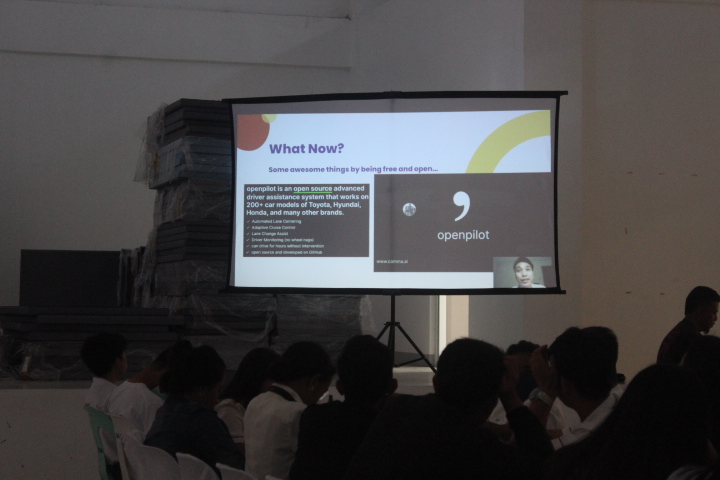 What Now?
Some awesome things by being free and open...
openpilot is an open source advanced
driver assistance system that works on
200+ car models of Toyota, Hyundai,
Honda, and many other brands.
✓ Automated Lane Centering
✓ Adaptive Cruise Control
✓ Lane Change Assist
✓ Driver Monitoring (no wheel nags)
✓ can drive for hours without intervention
✓ open source and developed on GitHub
openpilot
www.comma.ai